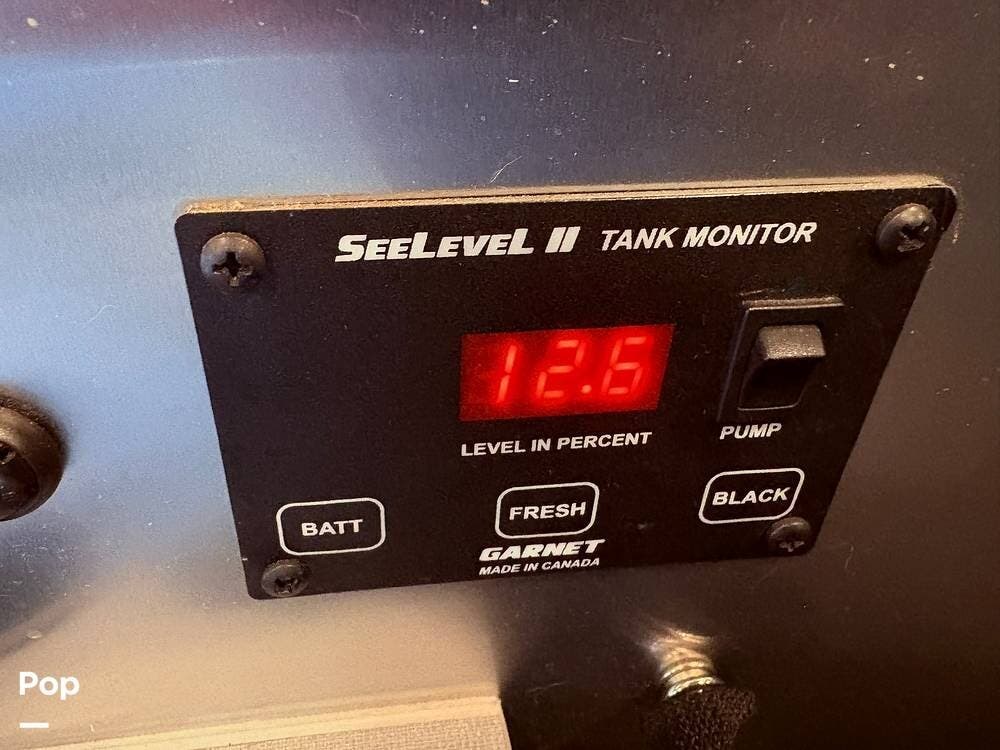 SEELEVEL II TANK MONITOR
12.6
LEVEL IN PERCENT
PUMP
BATT
FRESH
BLACK
GARNET
MADE IN CANADA
Pop